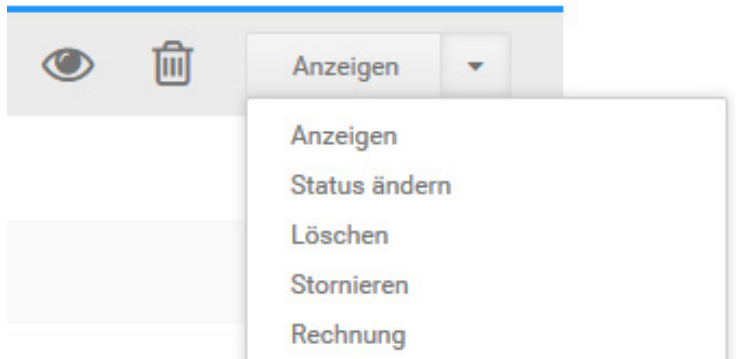 Anzeigen
Anzeigen
Status ändern
Löschen
Stornieren
Rechnung